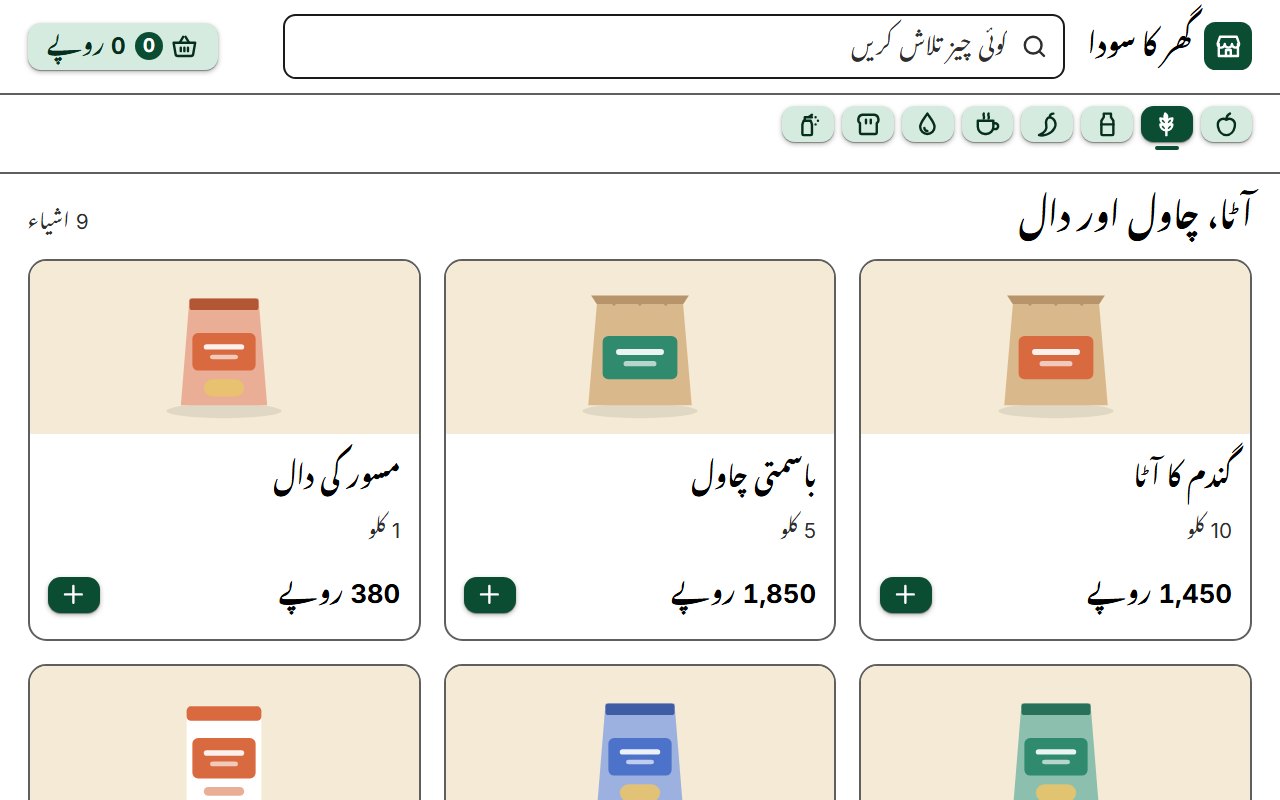 گھر کا سودا
کوئی چیز تلاش کریں
0 0 روپے
آٹا، چاول اور دال
9 اشیاء
گندم کا آٹا
10 کلو
1,450 روپے
باسمتی چاول
5 کلو
1,850 روپے
مسور کی دال
1 کلو
380 روپے